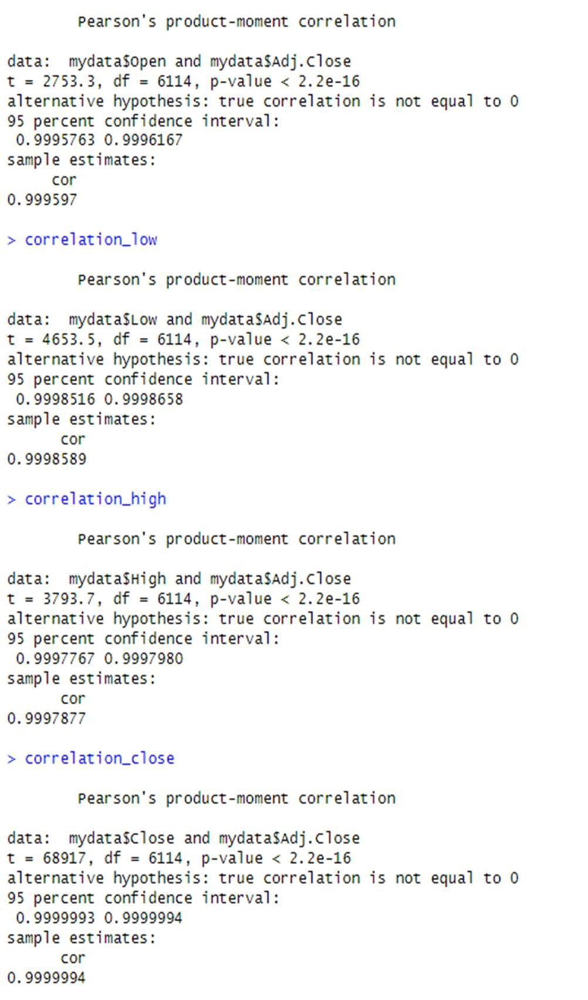 Pearson's product-moment correlation
data:  mydata$Open and mydata$Adj.Close
t = 2753.3, df = 6114, p-value < 2.2e-16
alternative hypothesis: true correlation is not equal to 0
95 percent confidence interval:
 0.9995763 0.9996167
sample estimates:
     cor
0.999597
> correlation_low
Pearson's product-moment correlation
data:  mydata$Low and mydata$Adj.Close
t = 4653.5, df = 6114, p-value < 2.2e-16
alternative hypothesis: true correlation is not equal to 0
95 percent confidence interval:
 0.9998516 0.9998658
sample estimates:
      cor
0.9998589
> correlation_high
Pearson's product-moment correlation
data:  mydata$High and mydata$Adj.Close
t = 3793.7, df = 6114, p-value < 2.2e-16
alternative hypothesis: true correlation is not equal to 0
95 percent confidence interval:
 0.9997767 0.9997980
sample estimates:
      cor
0.9997877
> correlation_close
Pearson's product-moment correlation
data:  mydata$Close and mydata$Adj.Close
t = 68917, df = 6114, p-value < 2.2e-16
alternative hypothesis: true correlation is not equal to 0
95 percent confidence interval:
 0.9999993 0.9999994
sample estimates:
      cor
0.9999994